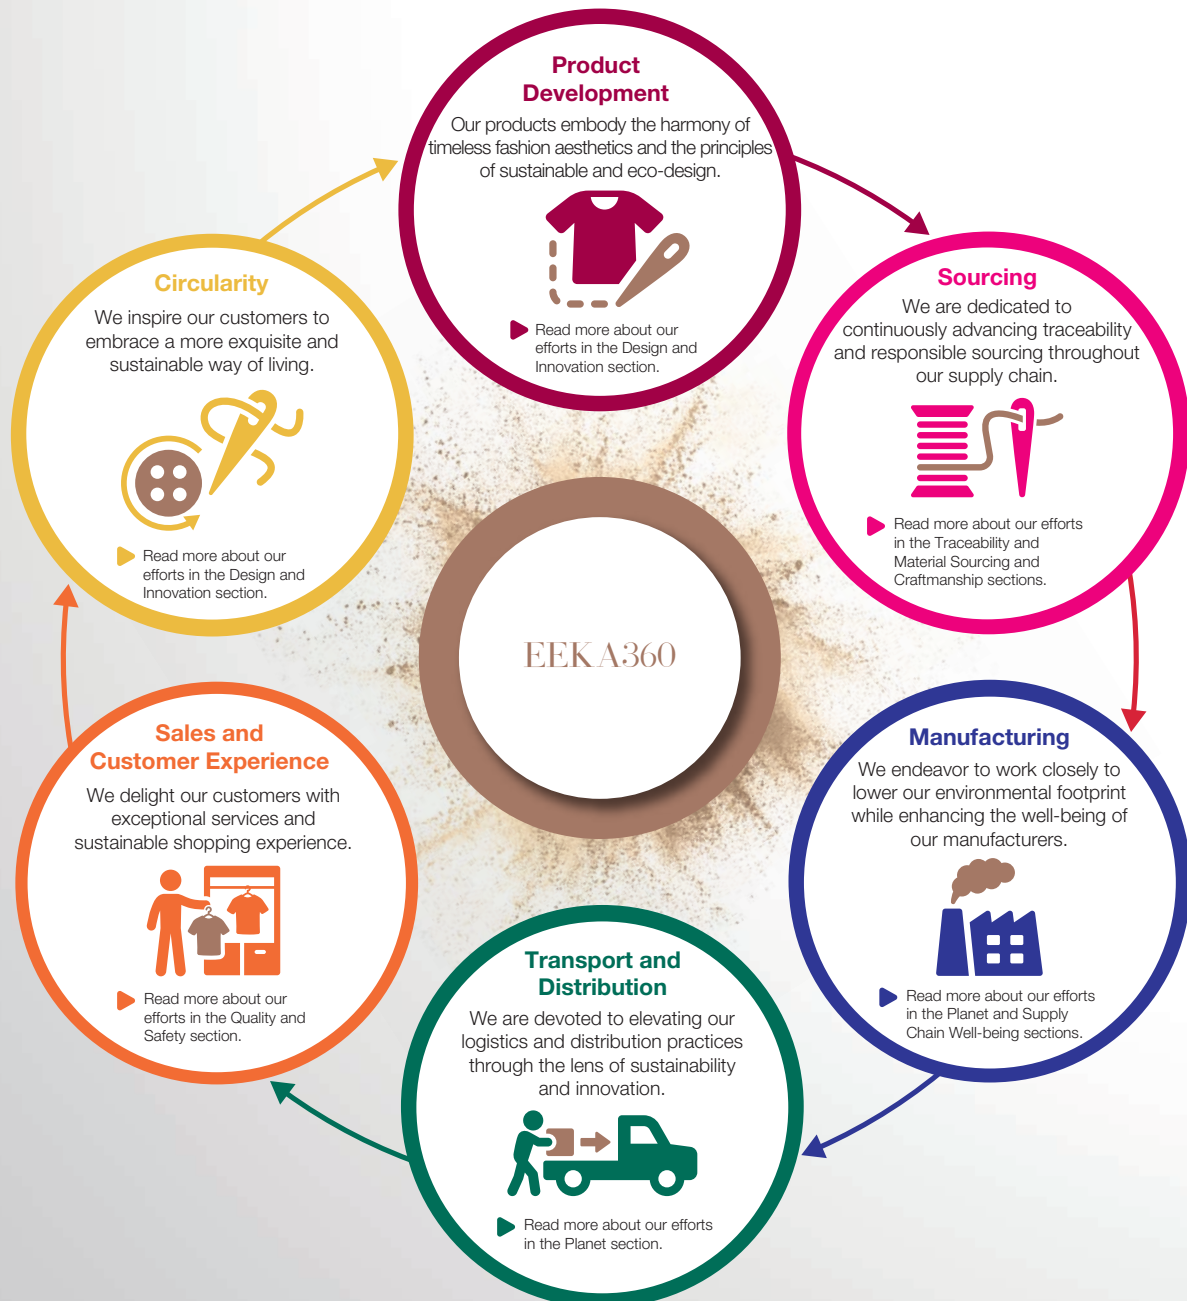 Product
Development
Our products embody the harmony of
timeless fashion aesthetics and the principles
of sustainable and eco-design.
Read more about our
efforts in the Design and
Innovation section.
Sourcing
We are dedicated to
continuously advancing traceability
and responsible sourcing throughout
our supply chain.
Read more about our efforts
in the Traceability and
Material Sourcing and
Craftmanship sections.
Manufacturing
We endeavor to work closely to
lower our environmental footprint
while enhancing the well-being of
our manufacturers.
Read more about our efforts
in the Planet and Supply
Chain Well-being sections.
Transport and
Distribution
We are devoted to elevating our
logistics and distribution practices
through the lens of sustainability
and innovation.
Read more about our efforts
in the Planet section.
Sales and
Customer Experience
We delight our customers with
exceptional services and
sustainable shopping experience.
Read more about our
efforts in the Quality and
Safety section.
Circularity
We inspire our customers to
embrace a more exquisite and
sustainable way of living.
Read more about our
efforts in the Design and
Innovation section.
EEKA360